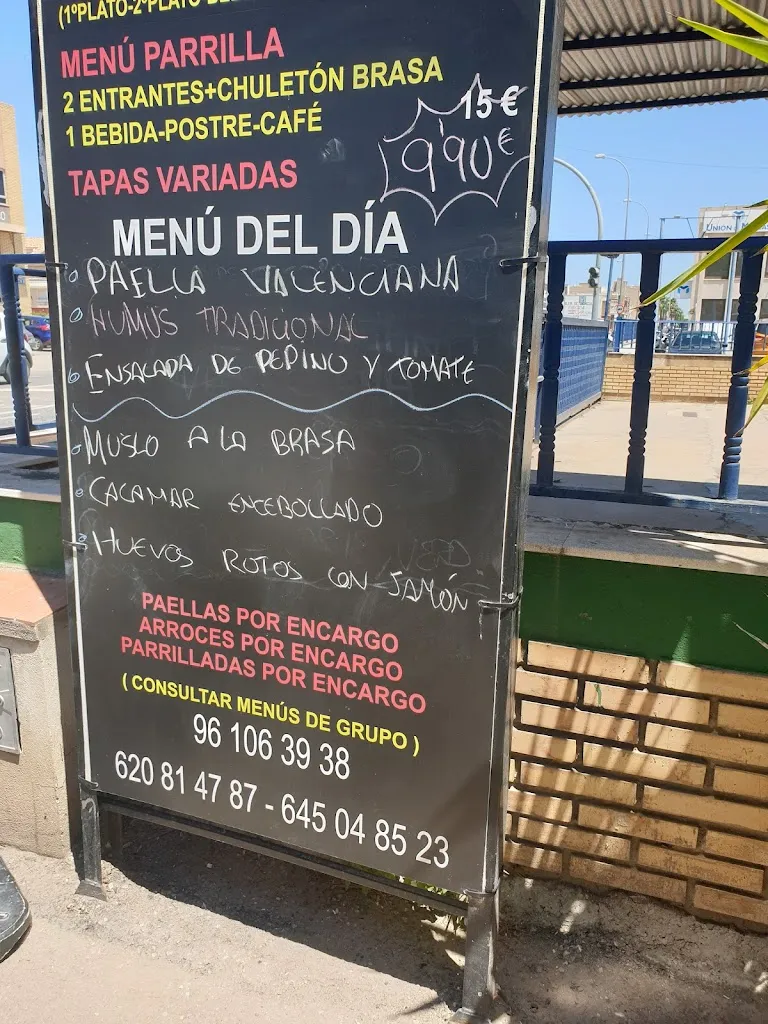 (1ºPLATO-2ºPLATO
MENÚ PARRILLA
2 ENTRANTES+CHULETÓN BRASA
15 €
1 BEBIDA-POSTRE-CAFÉ
9'90€
TAPAS VARIADAS
MENÚ DEL DÍA
PAELLA VALENCIANA
HUMUS TRADICIONAL
ENSALADA DE PEPINO Y TOMATE
MUSLO A LA BRASA
CALAMAR ENCEBOLLADO
HUEVOS ROTOS CON JAMÓN
PAELLAS POR ENCARGO
ARROCES POR ENCARGO
PARRILLADAS POR ENCARGO
( CONSULTAR MENÚS DE GRUPO )
96 106 39 38
620 81 47 87 - 645 04 85 23
UNION